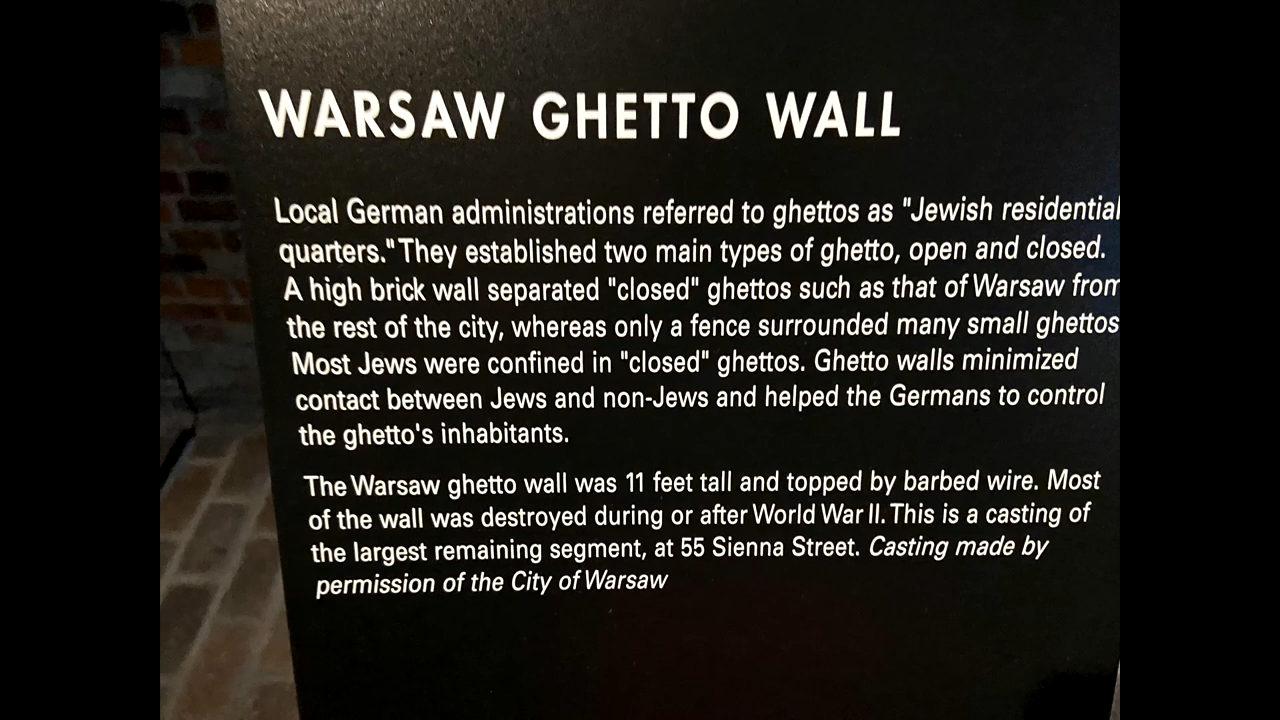 WARSAW GHETTO WALL
Local German administrations referred to ghettos as "Jewish residential
quarters." They established two main types of ghetto, open and closed.
A high brick wall separated "closed" ghettos such as that of Warsaw from
the rest of the city, whereas only a fence surrounded many small ghettos
Most Jews were confined in "closed" ghettos. Ghetto walls minimized
contact between Jews and non-Jews and helped the Germans to control
the ghetto's inhabitants.
The Warsaw ghetto wall was 11 feet tall and topped by barbed wire. Most
of the wall was destroyed during or after World War II. This is a casting of
the largest remaining segment, at 55 Sienna Street. Casting made by
permission of the City of Warsaw